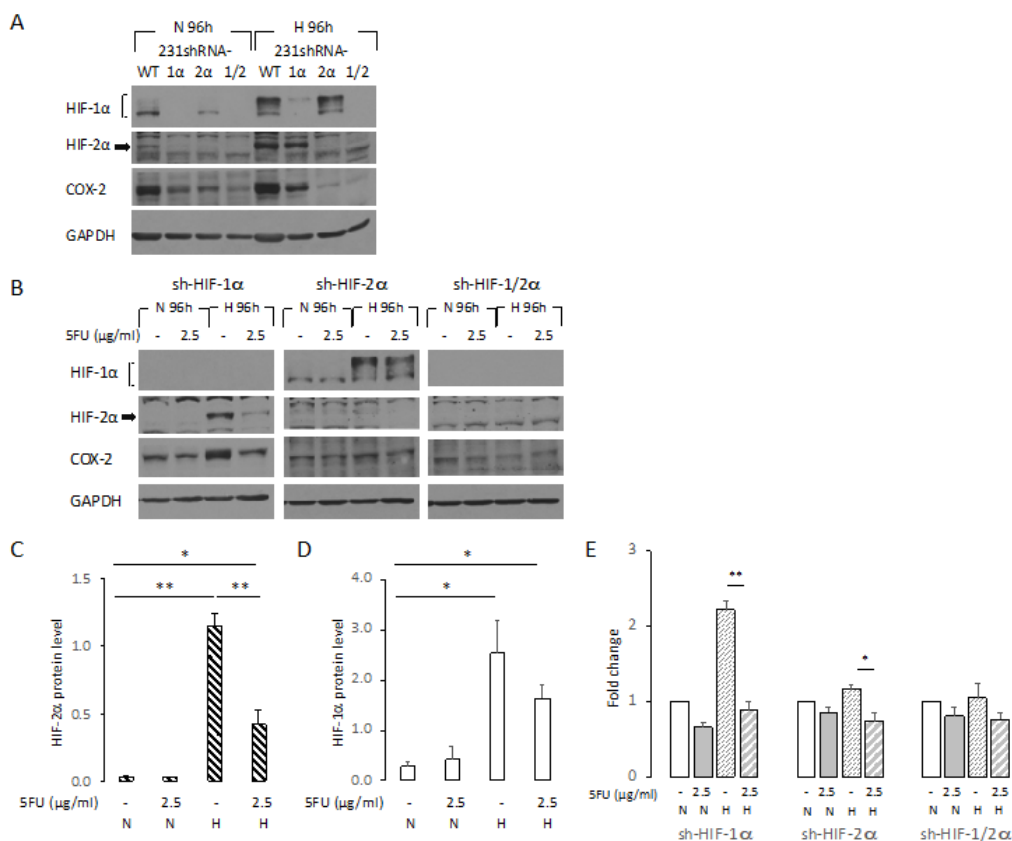 A
N 96h H 96h
231shRNA- 231shRNA-
WT 1α 2α 1/2 WT 1α 2α 1/2
HIF-1α
HIF-2α
COX-2
GAPDH
B
sh-HIF-1α sh-HIF-2α sh-HIF-1/2α
N 96h H 96h N 96h H 96h N 96h H 96h
5FU (µg/ml) - 2.5 - 2.5 - 2.5 - 2.5 - 2.5 - 2.5
HIF-1α
HIF-2α
COX-2
GAPDH
C
*
** **
HIF-2α protein level
1.5
1.0
0.5
0.0
5FU (µg/ml) - 2.5 - 2.5
N N H H
D
*
*
HIF-1α protein level
4.0
3.0
2.0
1.0
0.0
- 2.5 - 2.5
N N H H
E
**
*
Fold change
3
2
1
0
5FU (µg/ml) - 2.5 - 2.5 - 2.5 - 2.5 - 2.5 - 2.5
N N H H N N H H N N H H
sh-HIF-1α sh-HIF-2α sh-HIF-1/2α